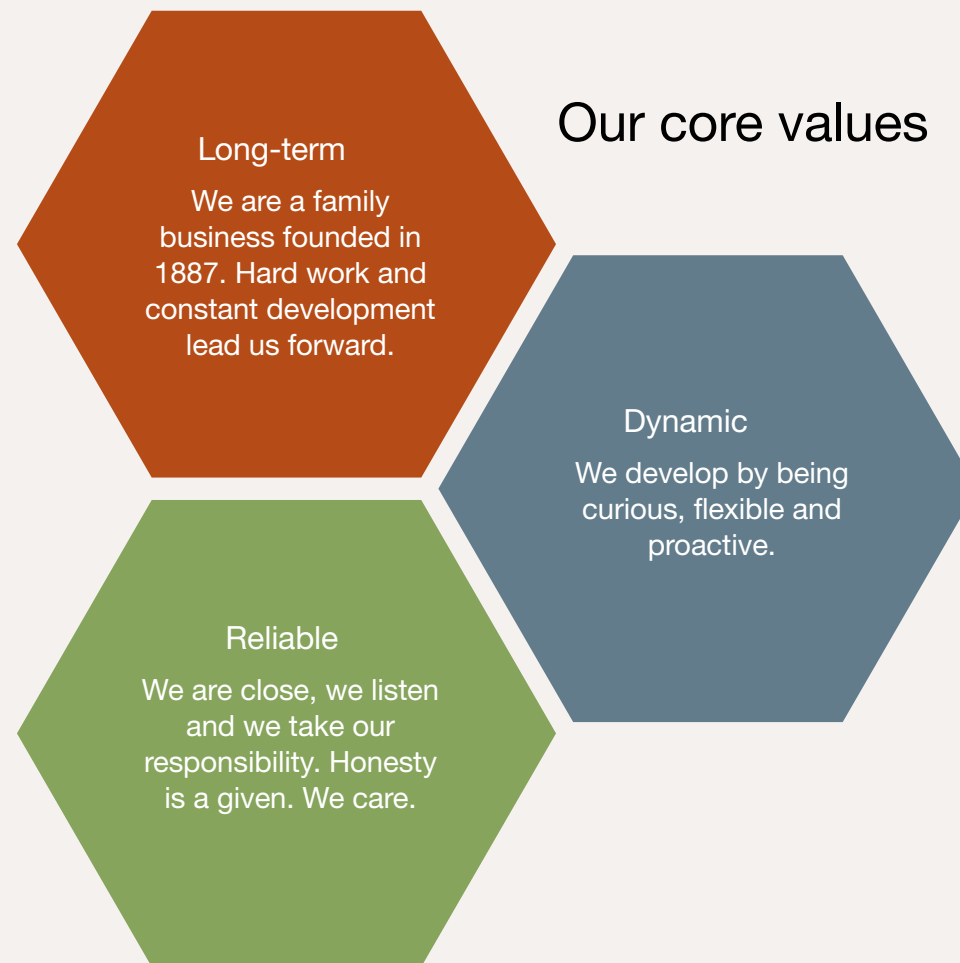 Our core values
Long-term
We are a family
business founded in
1887. Hard work and
constant development
lead us forward.
Dynamic
We develop by being
curious, flexible and
proactive.
Reliable
We are close, we listen
and we take our
responsibility. Honesty
is a given. We care.